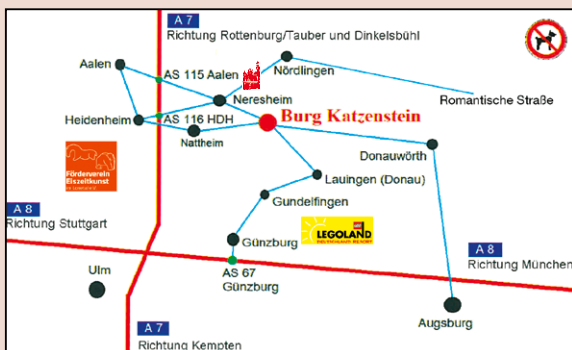 A 7
Richtung Rottenburg/Tauber und Dinkelsbühl
Aalen
AS 115 Aalen
Nördlingen
Neresheim
Romantische Straße
Heidenheim
AS 116 HDH
Burg Katzenstein
Nattheim
Donauwörth
Förderverein
Eiszeitkunst
Lauingen (Donau)
Gundelfingen
A 8
Richtung Stuttgart
LEGOLAND
Günzburg
A 8
Richtung München
Ulm
AS 67
Günzburg
Augsburg
A 7
Richtung Kempten